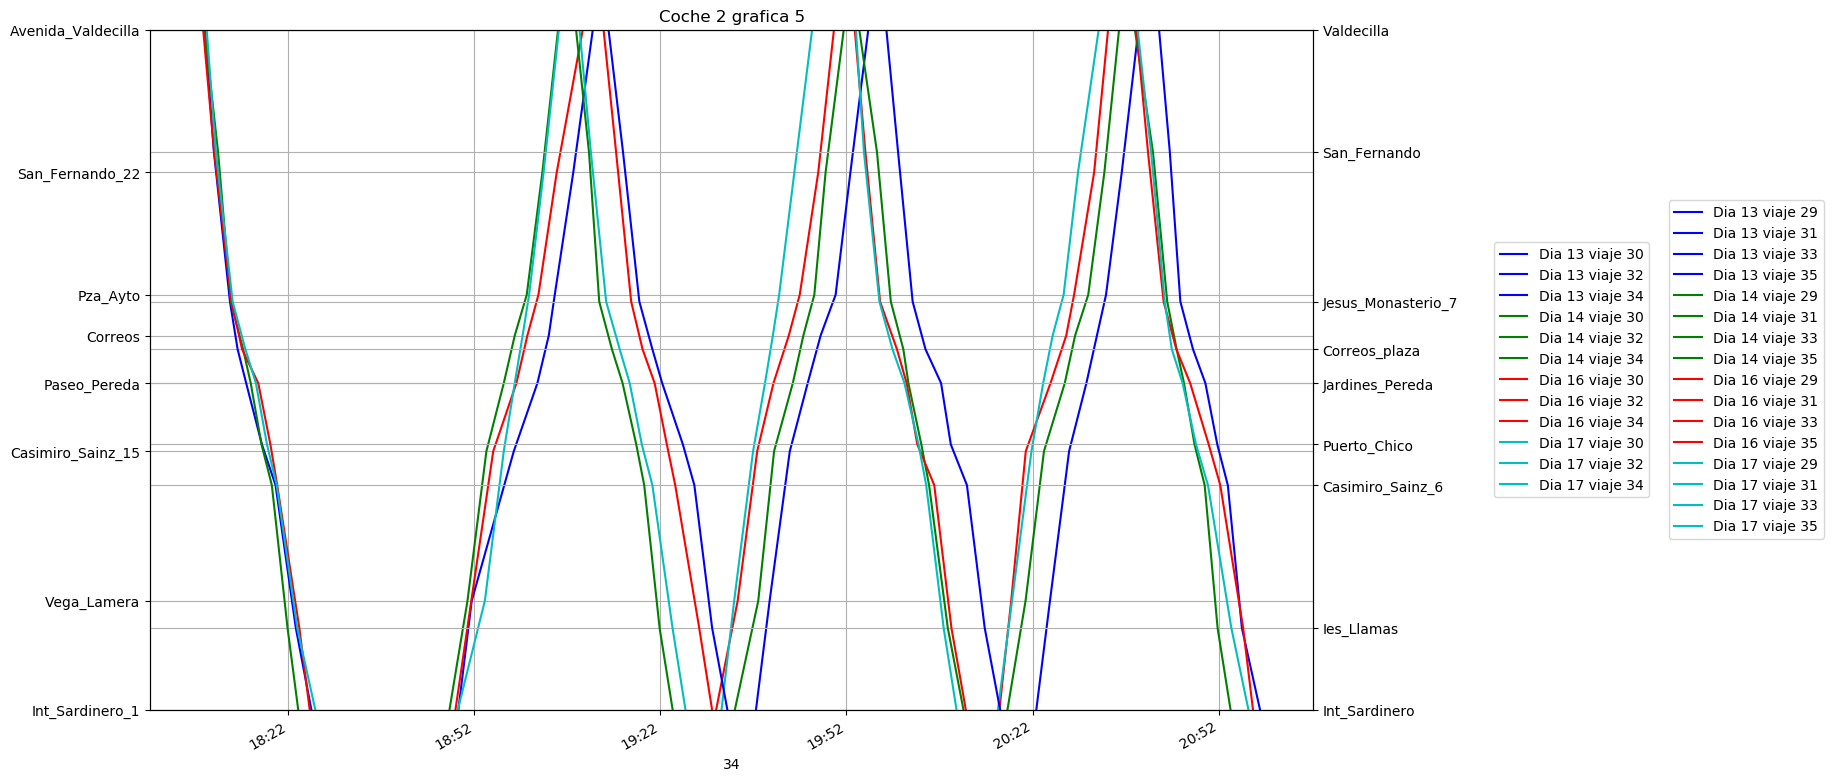 Coche 2 grafica 5
Avenida_Valdecilla
San_Fernando_22
Pza_Ayto
Correos
Paseo_Pereda
Casimiro_Sainz_15
Vega_Lamera
Int_Sardinero_1
Valdecilla
San_Fernando
Jesus_Monasterio_7
Correos_plaza
Jardines_Pereda
Puerto_Chico
Casimiro_Sainz_6
Ies_Llamas
Int_Sardinero
18:22
18:52
19:22
19:52
20:22
20:52
34
Dia 13 viaje 30
Dia 13 viaje 32
Dia 13 viaje 34
Dia 14 viaje 30
Dia 14 viaje 32
Dia 14 viaje 34
Dia 16 viaje 30
Dia 16 viaje 32
Dia 16 viaje 34
Dia 17 viaje 30
Dia 17 viaje 32
Dia 17 viaje 34
Dia 13 viaje 29
Dia 13 viaje 31
Dia 13 viaje 33
Dia 13 viaje 35
Dia 14 viaje 29
Dia 14 viaje 31
Dia 14 viaje 33
Dia 14 viaje 35
Dia 16 viaje 29
Dia 16 viaje 31
Dia 16 viaje 33
Dia 16 viaje 35
Dia 17 viaje 29
Dia 17 viaje 31
Dia 17 viaje 33
Dia 17 viaje 35